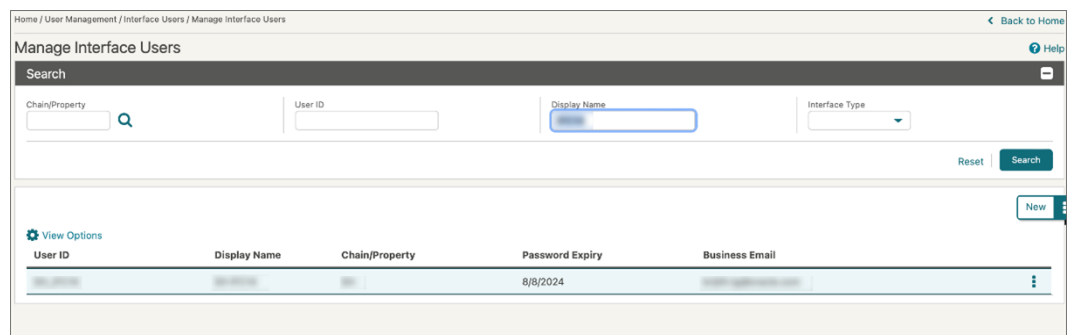 Home / User Management / Interface Users / Manage Interface Users
Back to Home
Manage Interface Users
Help
Search
Chain/Property
User ID
Display Name
Interface Type
Reset
Search
New
View Options
User ID Display Name Chain/Property Password Expiry Business Email
8/8/2024